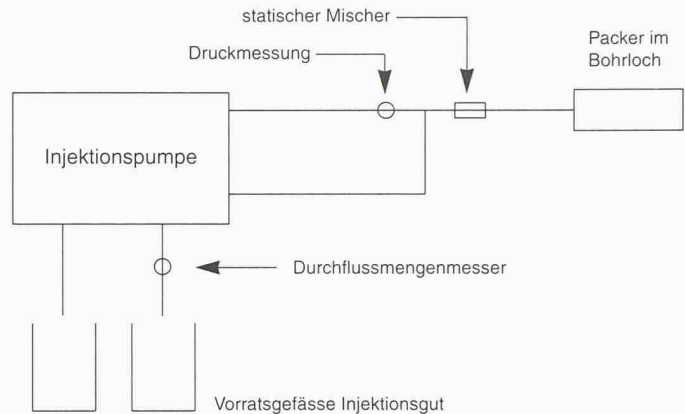 statischer Mischer
Druckmessung
Packer im
Bohrloch
Injektionspumpe
Durchflussmengenmesser
Vorratsgefässe Injektionsgut